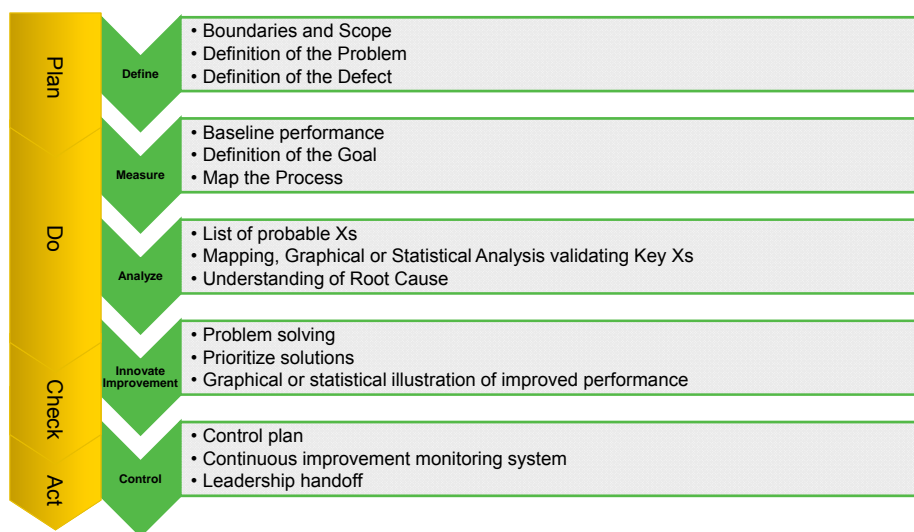 Plan
Define
• Boundaries and Scope
• Definition of the Problem
• Definition of the Defect
Do
Measure
• Baseline performance
• Definition of the Goal
• Map the Process
Analyze
• List of probable Xs
• Mapping, Graphical or Statistical Analysis validating Key Xs
• Understanding of Root Cause
Check
Innovate
Improvement
• Problem solving
• Prioritize solutions
• Graphical or statistical illustration of improved performance
Act
Control
• Control plan
• Continuous improvement monitoring system
• Leadership handoff